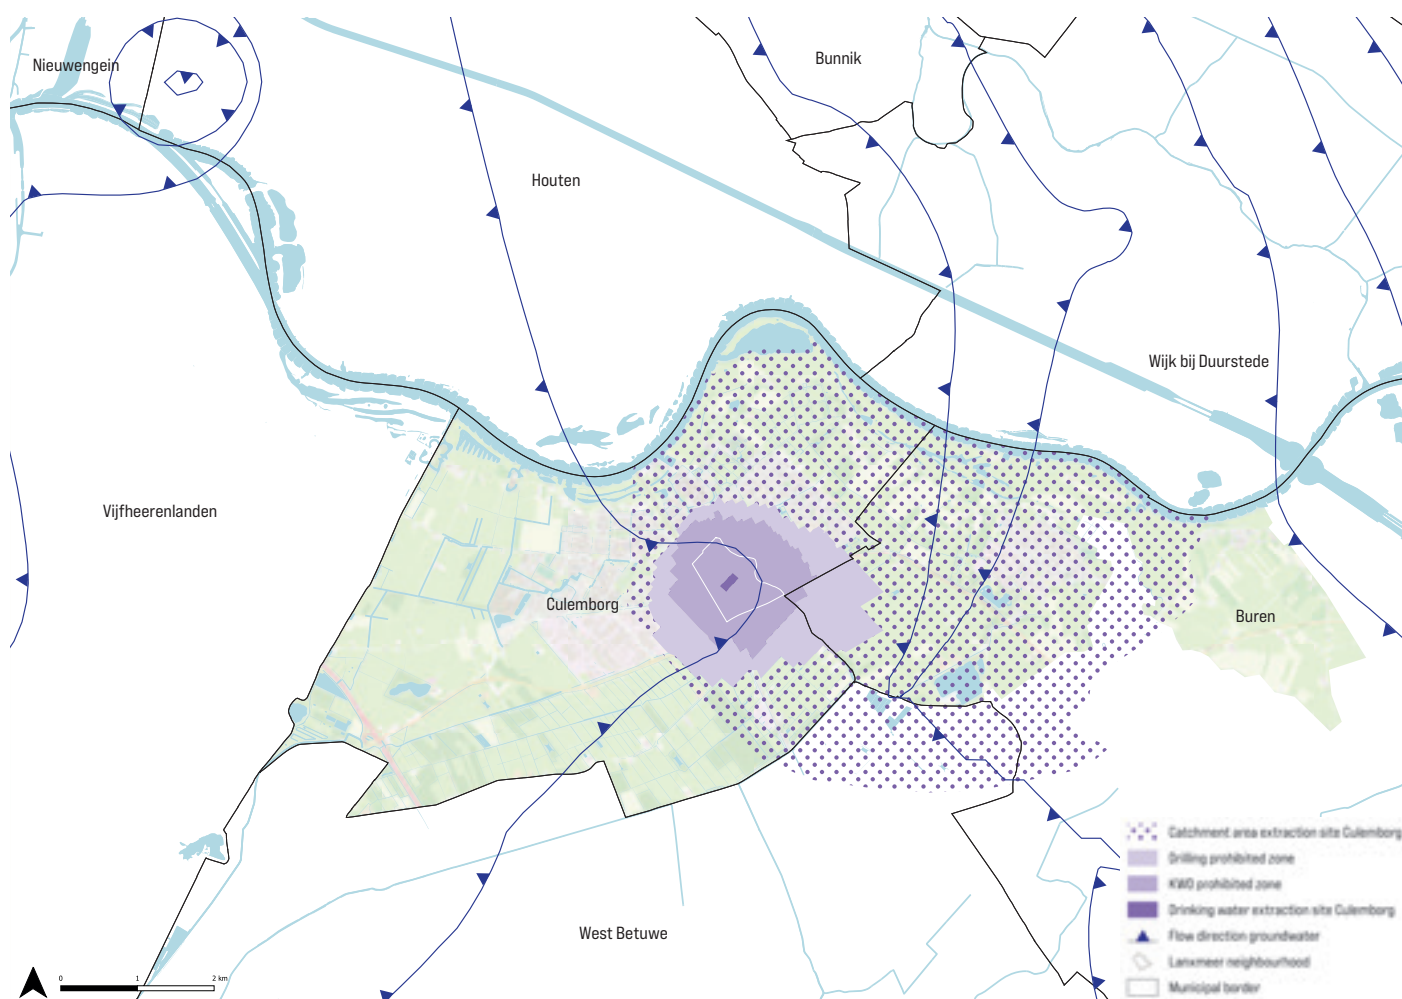 Nieuwengein
Bunnik
Houten
Wijk bij Duurstede
Vijfheerenlanden
Culemborg
Buren
West Betuwe
Catchment area extraction site Culemborg
Drilling prohibited zone
KWO prohibited zone
Drinking water extraction site Culemborg
Flow direction groundwater
Lanxmeer neighbourhood
Municipal border
0 1 2 km